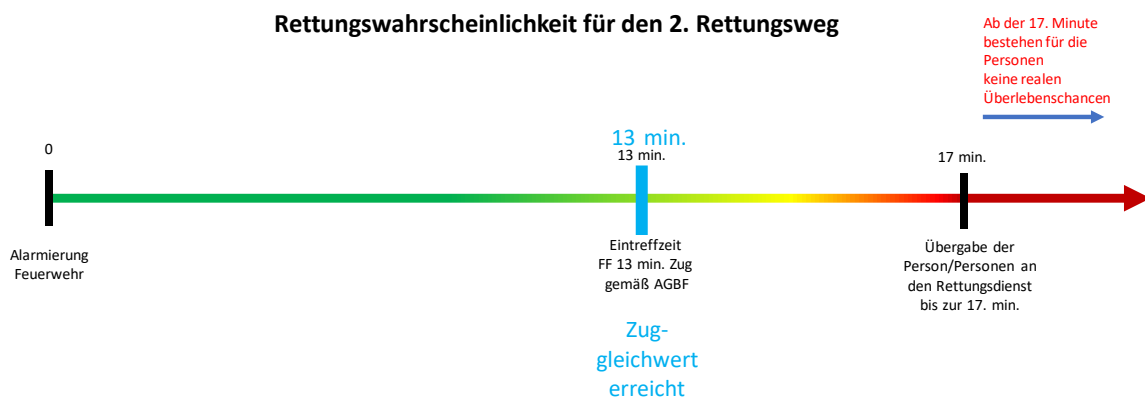 Rettungswahrscheinlichkeit für den 2. Rettungsweg
Ab der 17. Minute
bestehen für die
Personen
keine realen
Überlebenschancen
0
13 min.
13 min.
17 min.
Alarmierung
Feuerwehr
Eintreffzeit
FF 13 min. Zug
gemäß AGBF
Übergabe der
Person/Personen an
den Rettungsdienst
bis zur 17. min.
Zug-
gleichwert
erreicht